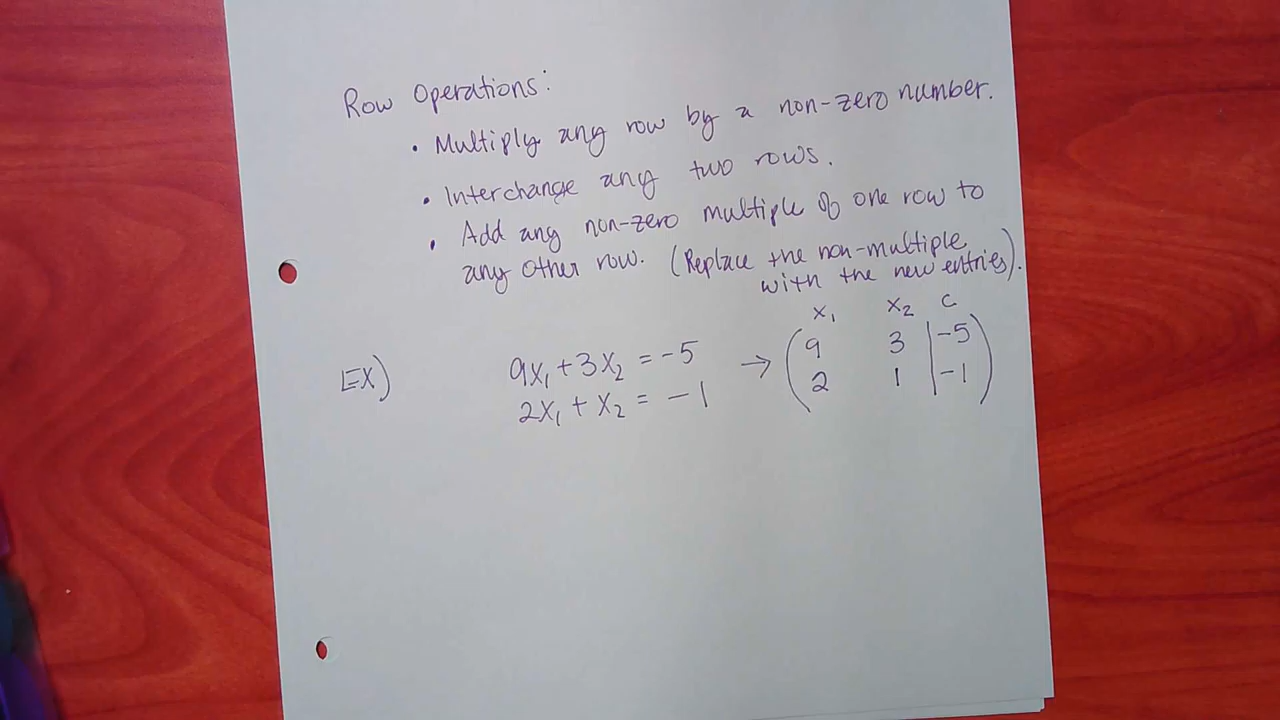 Row Operations:
• Multiply any row by a non-zero number.
• Interchange any two rows.
• Add any non-zero multiple of one row to
any other row. (Replace the non-multiple
with the new entries).
x₁ x₂ c
EX) 9x₁+3x₂ = -5 → (9 3 | -5
2x₁ + x₂ = -1 2 1 | -1)